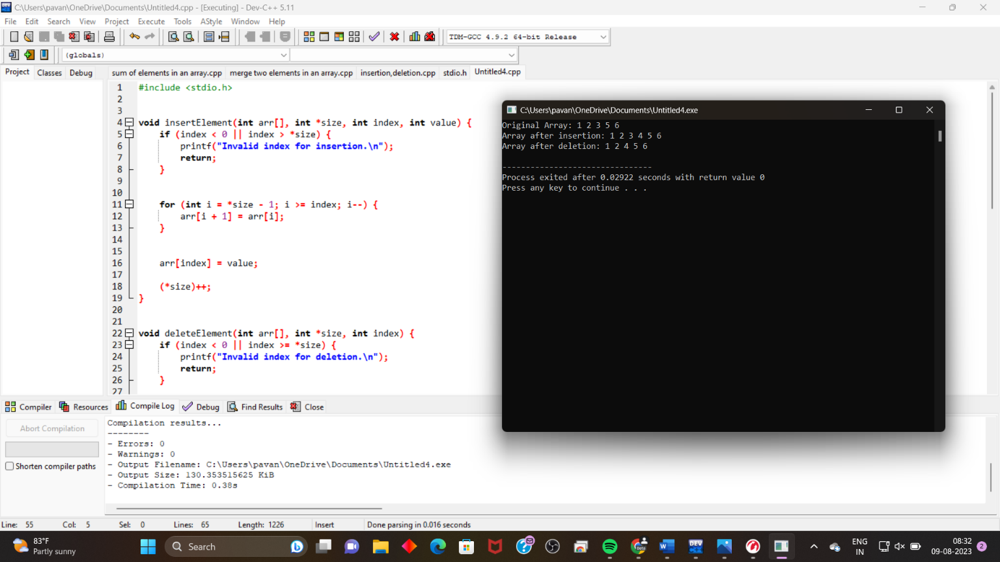 C:\Users\pavan\OneDrive\Documents\Untitled4.cpp - [Executing] - Dev-C++ 5.11
File Edit Search View Project Execute Tools AStyle Window Help
TDM-GCC 4.9.2 64-bit Release
(globals)
Project Classes Debug
sum of elements in an array.cpp merge two elements in an array.cpp insertion,deletion.cpp stdio.h Untitled4.cpp
1 #include <stdio.h>
2
3
4 void insertElement(int arr[], int *size, int index, int value) {
5 if (index < 0 || index > *size) {
6 printf("Invalid index for insertion.\n");
7 return;
8 }
9
10
11 for (int i = *size - 1; i >= index; i--) {
12 arr[i + 1] = arr[i];
13 }
14
15
16 arr[index] = value;
17
18 (*size)++;
19 }
20
21
22 void deleteElement(int arr[], int *size, int index) {
23 if (index < 0 || index >= *size) {
24 printf("Invalid index for deletion.\n");
25 return;
26 }
27
C:\Users\pavan\OneDrive\Documents\Untitled4.exe
Original Array: 1 2 3 5 6
Array after insertion: 1 2 3 4 5 6
Array after deletion: 1 2 4 5 6
--------------------------------
Process exited after 0.02922 seconds with return value 0
Press any key to continue . . .
Compiler Resources Compile Log Debug Find Results Close
Abort Compilation
Shorten compiler paths
Compilation results...
--------
- Errors: 0
- Warnings: 0
- Output Filename: C:\Users\pavan\OneDrive\Documents\Untitled4.exe
- Output Size: 130.353515625 KiB
- Compilation Time: 0.38s
Line: 55 Col: 5 Sel: 0 Lines: 65 Length: 1226 Insert Done parsing in 0.016 seconds
83°F
Partly sunny
Search
Beta
DEV
ENG
IN
08:32
09-08-2023
2